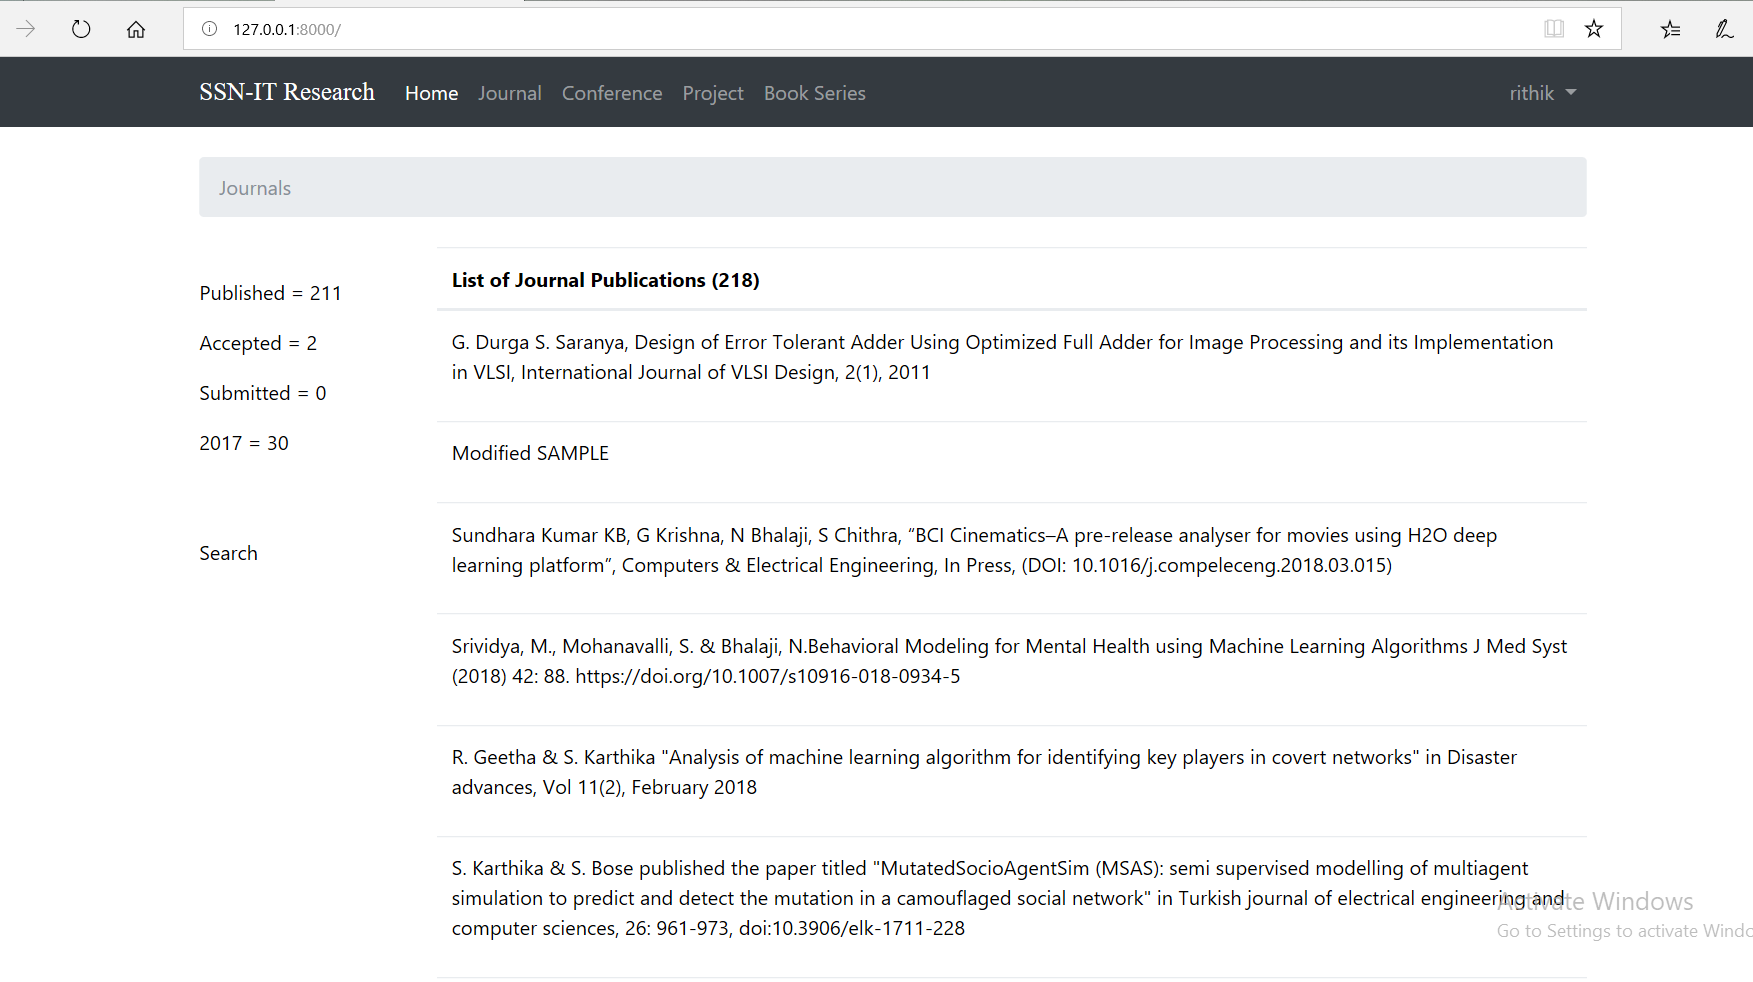 127.0.0.1:8000/
SSN-IT Research Home Journal Conference Project Book Series rithik
Journals
Published = 211
Accepted = 2
Submitted = 0
2017 = 30
Search
List of Journal Publications (218)
G. Durga S. Saranya, Design of Error Tolerant Adder Using Optimized Full Adder for Image Processing and its Implementation
in VLSI, International Journal of VLSI Design, 2(1), 2011
Modified SAMPLE
Sundhara Kumar KB, G Krishna, N Bhalaji, S Chithra, “BCI Cinematics–A pre-release analyser for movies using H2O deep
learning platform”, Computers & Electrical Engineering, In Press, (DOI: 10.1016/j.compeleceng.2018.03.015)
Srividya, M., Mohanavalli, S. & Bhalaji, N.Behavioral Modeling for Mental Health using Machine Learning Algorithms J Med Syst
(2018) 42: 88. https://doi.org/10.1007/s10916-018-0934-5
R. Geetha & S. Karthika "Analysis of machine learning algorithm for identifying key players in covert networks" in Disaster
advances, Vol 11(2), February 2018
S. Karthika & S. Bose published the paper titled "MutatedSocioAgentSim (MSAS): semi supervised modelling of multiagent
simulation to predict and detect the mutation in a camouflaged social network" in Turkish journal of electrical engineering and
computer sciences, 26: 961-973, doi:10.3906/elk-1711-228
Activate Windows
Go to Settings to activate Windo